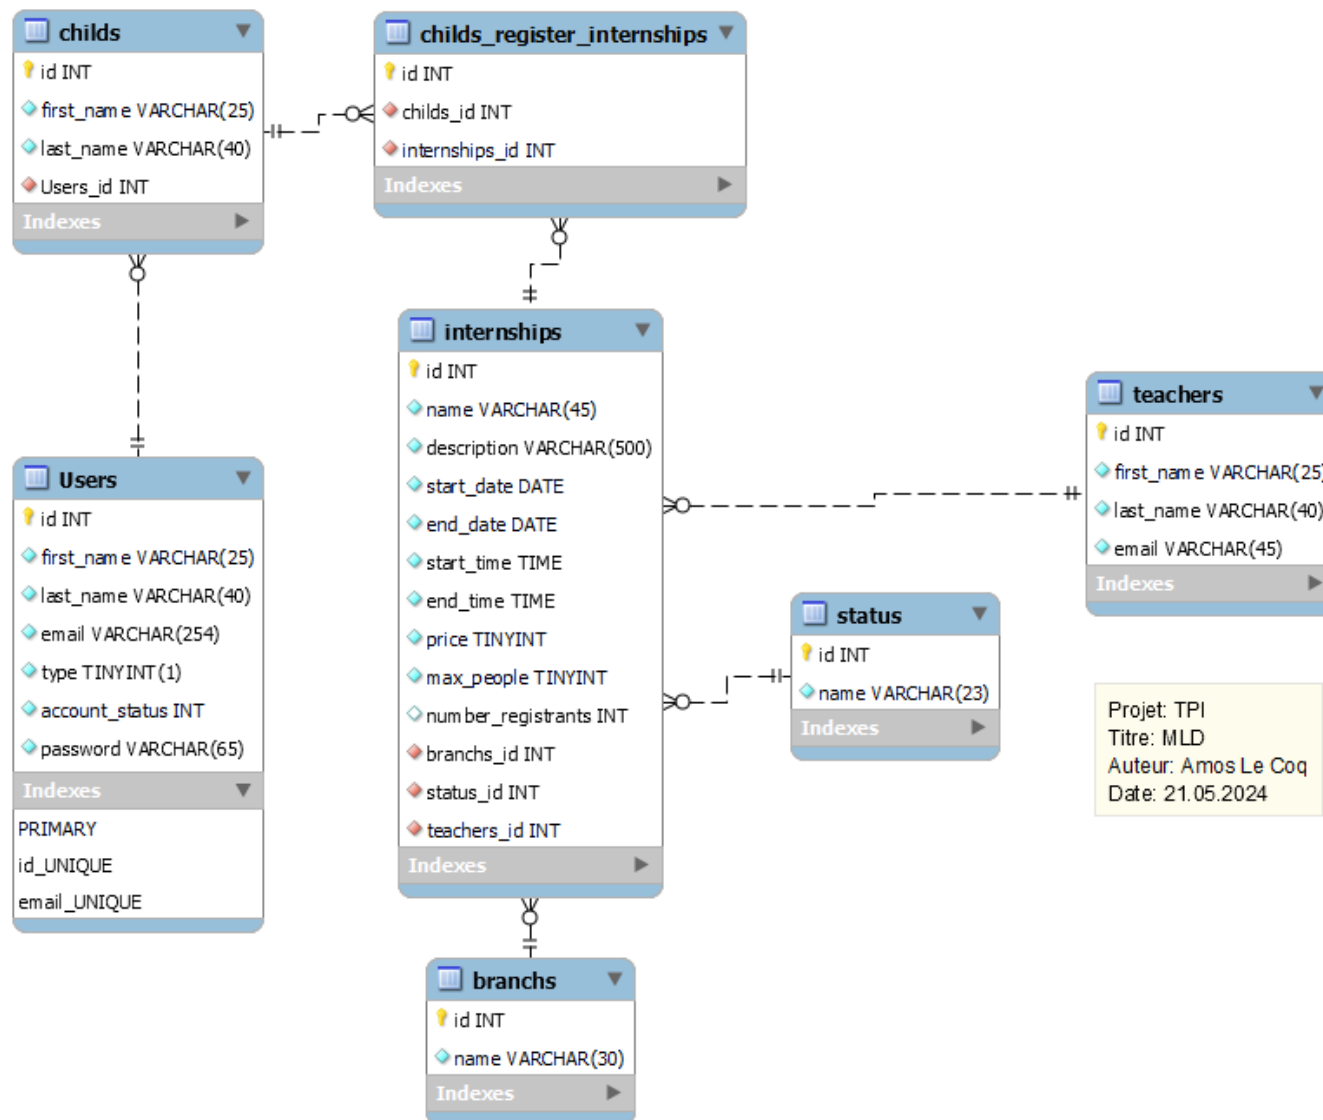 childs
id INT
first_name VARCHAR(25)
last_name VARCHAR(40)
Users_id INT
Indexes
childs_register_internships
id INT
childs_id INT
internships_id INT
Indexes
Users
id INT
first_name VARCHAR(25)
last_name VARCHAR(40)
email VARCHAR(254)
type TINYINT(1)
account_status INT
password VARCHAR(65)
Indexes
PRIMARY
id_UNIQUE
email_UNIQUE
internships
id INT
name VARCHAR(45)
description VARCHAR(500)
start_date DATE
end_date DATE
start_time TIME
end_time TIME
price TINYINT
max_people TINYINT
number_registrants INT
branchs_id INT
status_id INT
teachers_id INT
Indexes
teachers
id INT
first_name VARCHAR(25)
last_name VARCHAR(40)
email VARCHAR(45)
Indexes
status
id INT
name VARCHAR(23)
Indexes
Projet: TPI
Titre: MLD
Auteur: Amos Le Coq
Date: 21.05.2024
branchs
id INT
name VARCHAR(30)
Indexes